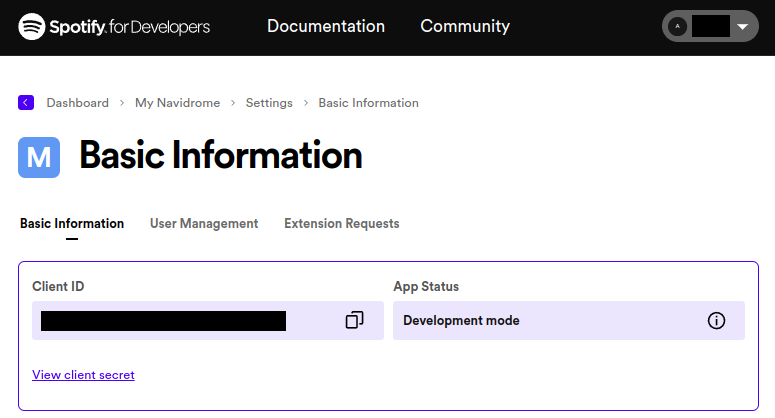 Spotify for Developers Documentation Community A
Dashboard > My Navidrome > Settings > Basic Information
M Basic Information
Basic Information User Management Extension Requests
Client ID App Status
Development mode
View client secret